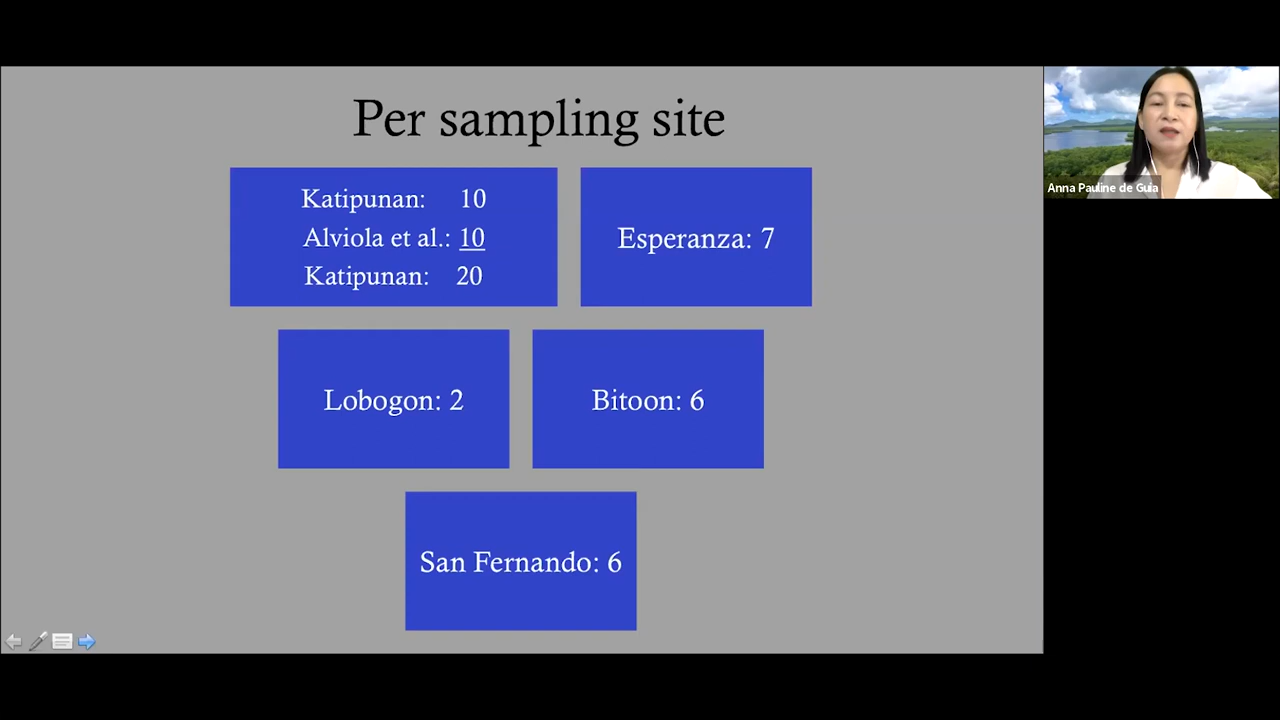 Per sampling site
Katipunan: 10
Alviola et al.: 10
Katipunan: 20
Esperanza: 7
Lobogon: 2
Bitoon: 6
San Fernando: 6
Anna Pauline de Guia